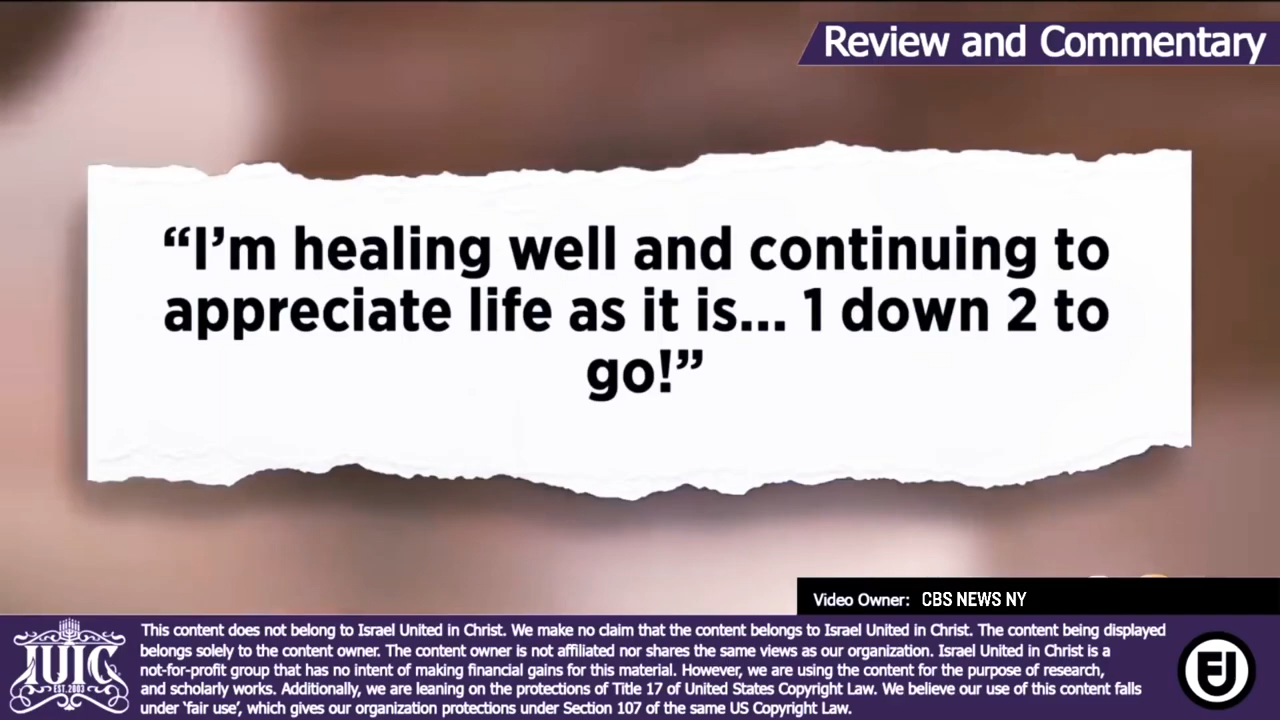 Review and Commentary
“I’m healing well and continuing to
appreciate life as it is... 1 down 2 to
go!”
Video Owner: CBS NEWS NY
This content does not belong to Israel United in Christ. We make no claim that the content belongs to Israel United in Christ. The content being displayed
belongs solely to the content owner. The content owner is not affiliated nor shares the same views as our organization. Israel United in Christ is a
not-for-profit group that has no intent of making financial gains for this material. However, we are using the content for the purpose of research,
and scholarly works. Additionally, we are leaning on the protections of Title 17 of United States Copyright Law. We believe our use of this content falls
under ‘fair use’, which gives our organization protections under Section 107 of the same US Copyright Law.
IUIC
EST.2003